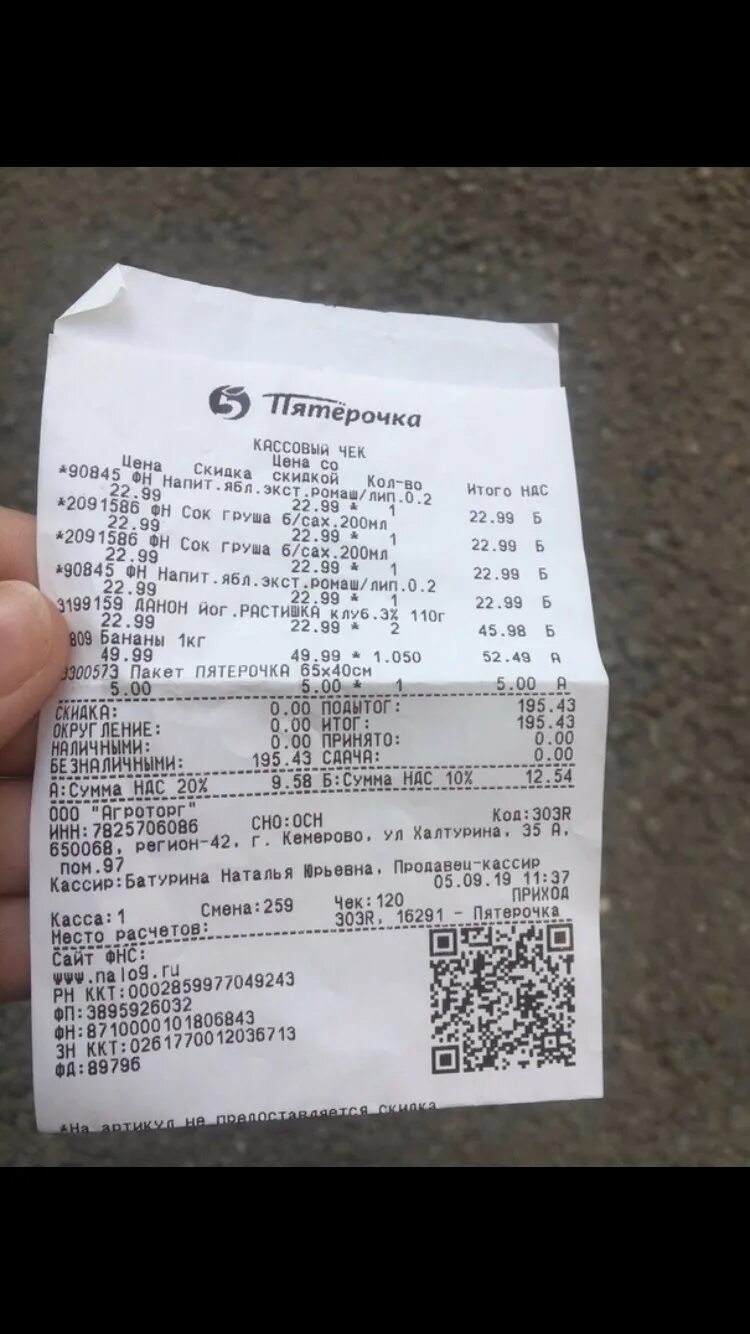 5 Пятёрочка
КАССОВЫЙ ЧЕК
Цена Скидка Цена со скидкой Кол-во Итого НДС
*90845 ФН Напит.ябл.экст.ромаш/лип.0.2
22.99 22.99 * 1 22.99 Б
*2091586 ФН Сок груша б/сах.200мл
22.99 22.99 * 1 22.99 Б
*2091586 ФН Сок груша б/сах.200мл
22.99 22.99 * 1 22.99 Б
*90845 ФН Напит.ябл.экст.ромаш/лип.0.2
22.99 22.99 * 1 22.99 Б
3199159 ДАНОН йог.РАСТИШКА клуб.3% 110г
22.99 22.99 * 2 45.98 Б
809 Бананы 1кг
49.99 49.99 * 1.050 52.49 А
3300573 Пакет ПЯТЕРОЧКА 65х40см
5.00 5.00 * 1 5.00 А
СКИДКА: 0.00 ПОДЫТОГ: 195.43
ОКРУГЛЕНИЕ: 0.00 ИТОГ: 195.43
НАЛИЧНЫМИ: 0.00 ПРИНЯТО: 0.00
БЕЗНАЛИЧНЫМИ: 195.43 СДАЧА: 0.00
А:Сумма НДС 20% 9.58 Б:Сумма НДС 10% 12.54
ООО "Агроторг"
ИНН:7825706086 СНО:ОСН Код:303R
650068, регион-42, г. Кемерово, ул Халтурина, 35 А,
пом.97
Кассир:Батурина Наталья Юрьевна, Продавец-кассир
05.09.19 11:37
Касса:1 Смена:259 Чек:120 ПРИХОД
Место расчетов: 303R, 16291 - Пятерочка
Сайт ФНС:
www.nalog.ru
РН ККТ:0002859977049243
ФП:3895926032
ФН:8710000101806843
ЗН ККТ:0261770012036713
ФД:89796
*На артикул не предоставляется скидка